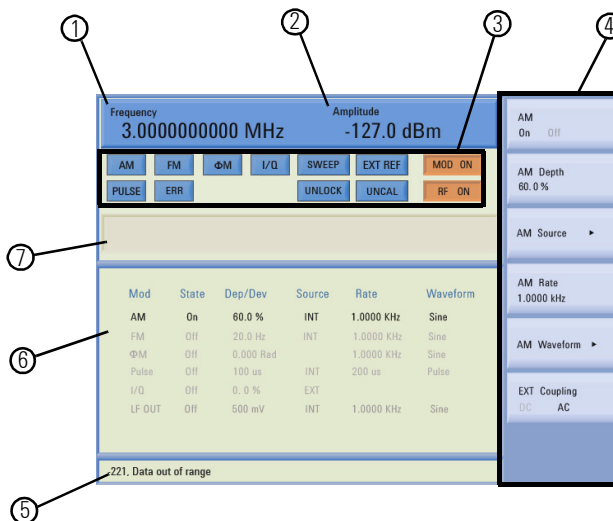 ① ② ③ ④
Frequency Amplitude
3.0000000000 MHz -127.0 dBm
AM FM ΦM I/Q SWEEP EXT REF MOD ON
PULSE ERR UNLOCK UNCAL RF ON
⑦
Mod State Dep/Dev Source Rate Waveform
AM On 60.0 % INT 1.0000 KHz Sine
FM Off 20.0 Hz INT 1.0000 KHz Sine
ΦM Off 0.000 Rad 1.0000 KHz Sine
Pulse Off 100 us INT 200 us Pulse
I/Q Off 0. 0 % EXT
LF OUT Off 500 mV INT 1.0000 KHz Sine
⑥
-221, Data out of range
⑤
AM
On Off
AM Depth
60.0 %
AM Source ►
AM Rate
1.0000 kHz
AM Waveform ►
EXT Coupling
DC AC